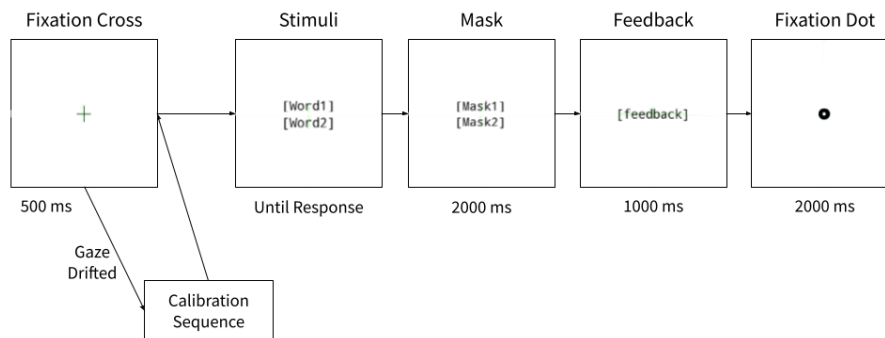 Fixation Cross
Stimuli
Mask
Feedback
Fixation Dot
[Word1]
[Word2]
[Mask1]
[Mask2]
[feedback]
500 ms
Until Response
2000 ms
1000 ms
2000 ms
Gaze
Drifted
Calibration
Sequence